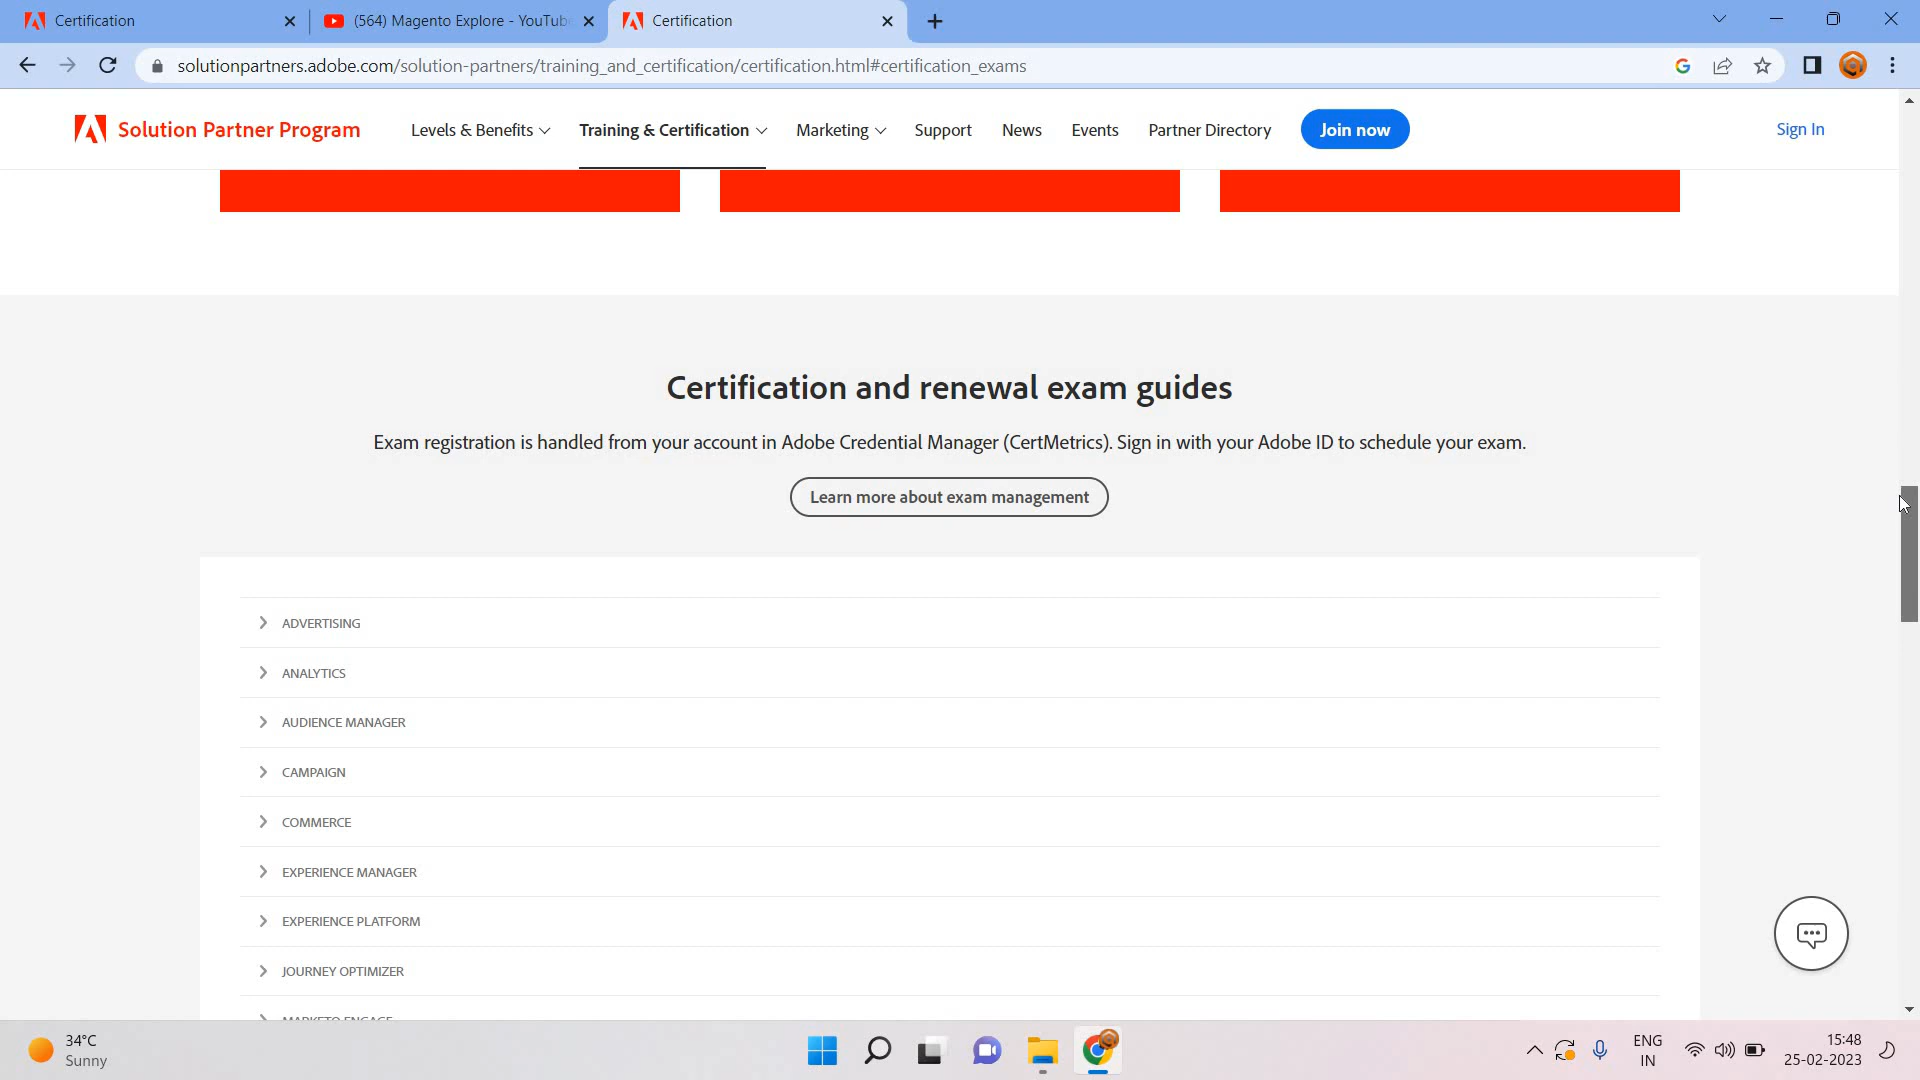 Certification
(564) Magento Explore - YouTub
Certification
solutionpartners.adobe.com/solution-partners/training_and_certification/certification.html#certification_exams
Solution Partner Program
Levels & Benefits
Training & Certification
Marketing
Support
News
Events
Partner Directory
Join now
Sign In
Certification and renewal exam guides
Exam registration is handled from your account in Adobe Credential Manager (CertMetrics). Sign in with your Adobe ID to schedule your exam.
Learn more about exam management
ADVERTISING
ANALYTICS
AUDIENCE MANAGER
CAMPAIGN
COMMERCE
EXPERIENCE MANAGER
EXPERIENCE PLATFORM
JOURNEY OPTIMIZER
MARKETO ENGAGE
34°C
Sunny
ENG
IN
15:48
25-02-2023